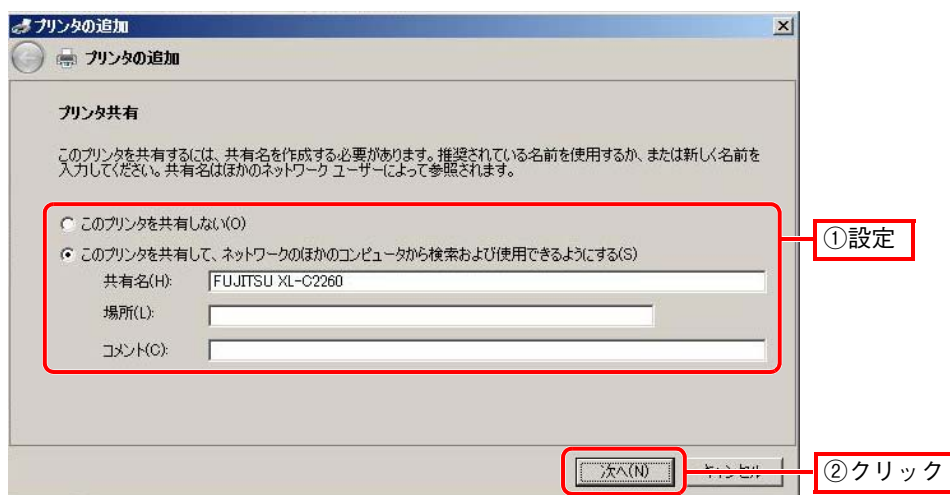 プリンタの追加
プリンタの追加
プリンタ共有
このプリンタを共有するには、共有名を作成する必要があります。推奨されている名前を使用するか、または新しく名前を
入力してください。共有名はほかのネットワーク ユーザーによって参照されます。
このプリンタを共有しない(O)
①設定
このプリンタを共有して、ネットワークのほかのコンピュータから検索および使用できるようにする(S)
共有名(H): FUJITSU XL-C2260
場所(L):
コメント(C):
次へ(N) キャンセル
②クリック